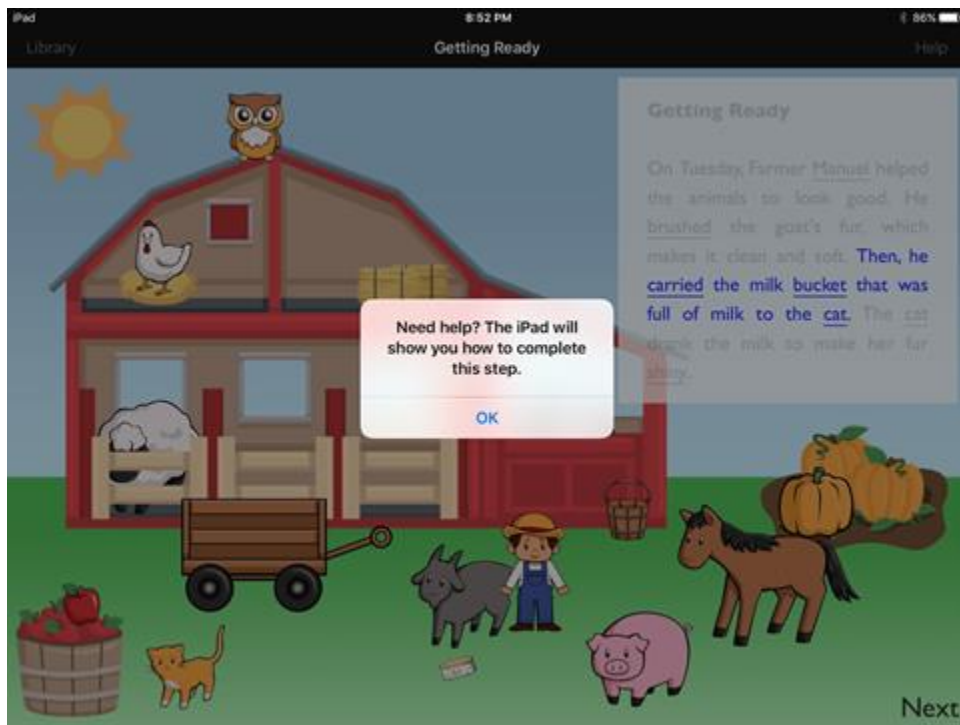 iPad
8:52 PM
86%
Library
Getting Ready
Help
Getting Ready
On Tuesday, Farmer Manuel helped
the animals to look good. He
brushed the goat's fur, which
makes it clean and soft. Then, he
carried the milk bucket that was
full of milk to the cat. The cat
drank the milk to make her fur
shiny.
Need help? The iPad will
show you how to complete
this step.
OK
Next